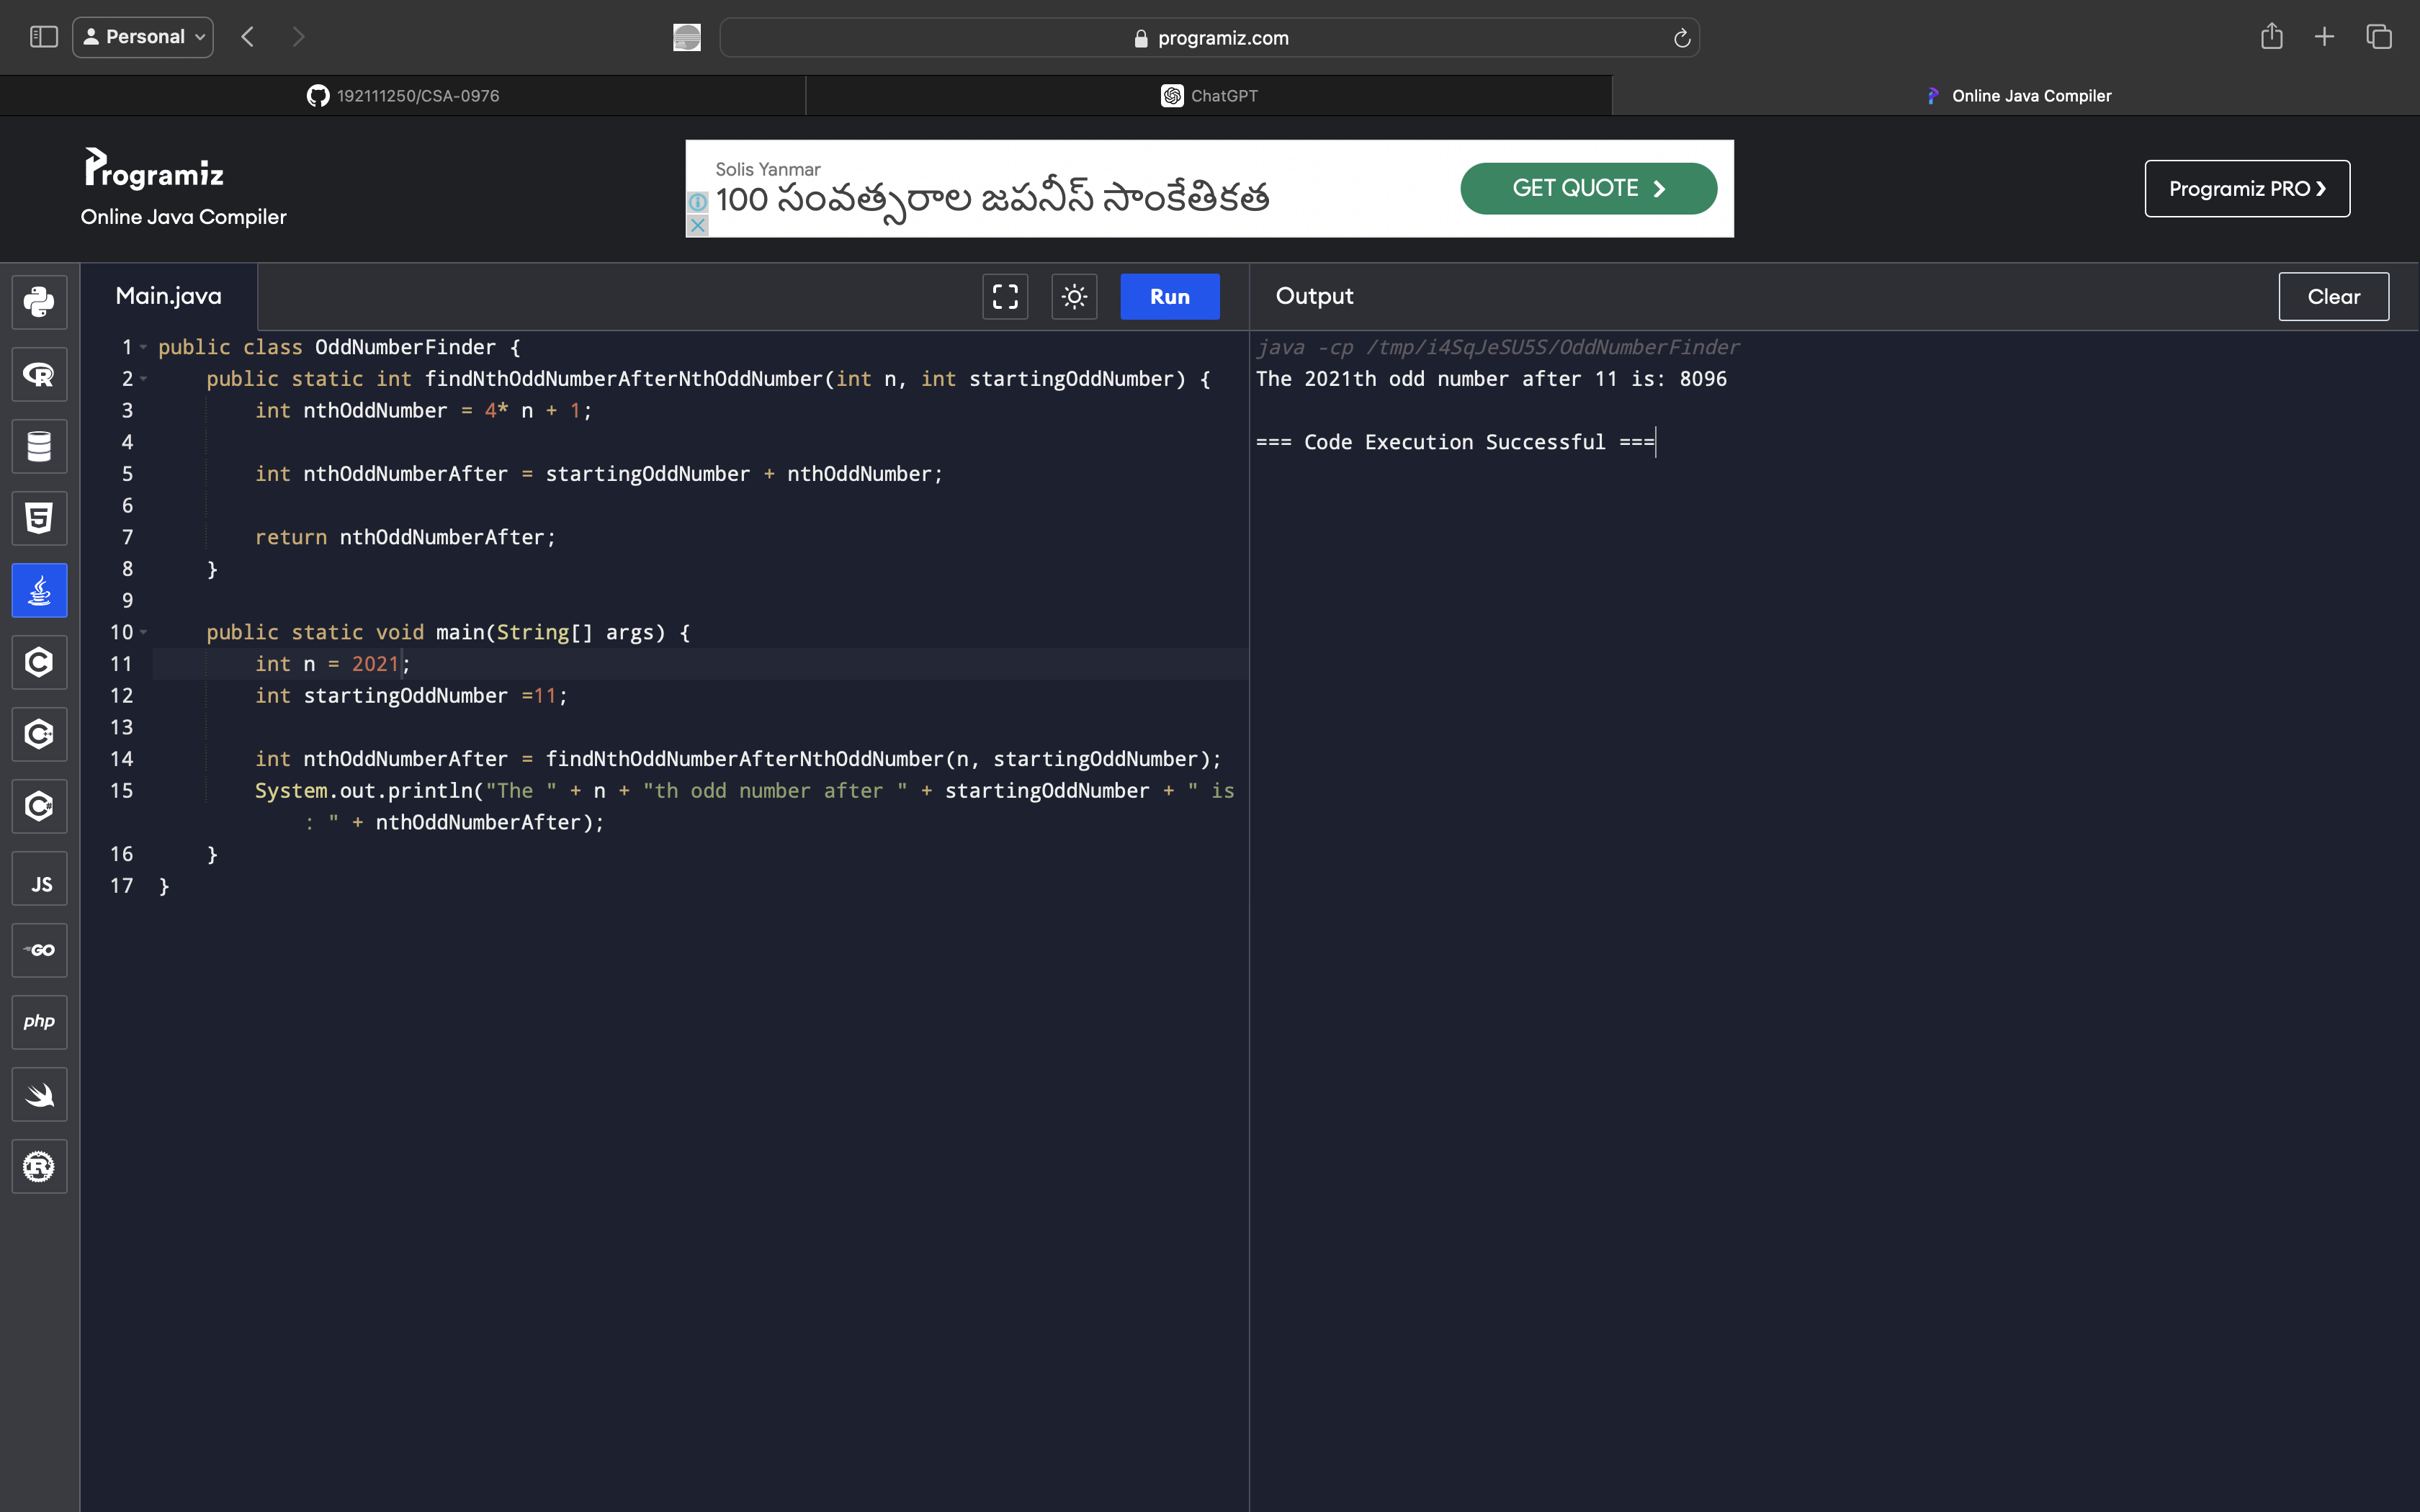 Personal
programiz.com
192111250/CSA-0976
ChatGPT
Online Java Compiler
Programiz
Online Java Compiler
Solis Yanmar
100 సంవత్సరాల జపనీస్ సాంకేతికత
GET QUOTE
Programiz PRO ❯
Main.java
Run
Output
Clear
1 public class OddNumberFinder {
2 public static int findNthOddNumberAfterNthOddNumber(int n, int startingOddNumber) {
3 int nthOddNumber = 4* n + 1;
4
5 int nthOddNumberAfter = startingOddNumber + nthOddNumber;
6
7 return nthOddNumberAfter;
8 }
9
10 public static void main(String[] args) {
11 int n = 2021;
12 int startingOddNumber =11;
13
14 int nthOddNumberAfter = findNthOddNumberAfterNthOddNumber(n, startingOddNumber);
15 System.out.println("The " + n + "th odd number after " + startingOddNumber + " is
: " + nthOddNumberAfter);
16 }
17 }
java -cp /tmp/i4SqJeSU5S/OddNumberFinder
The 2021th odd number after 11 is: 8096
=== Code Execution Successful ===
R
5
C
C++
C#
JS
GO
php
R